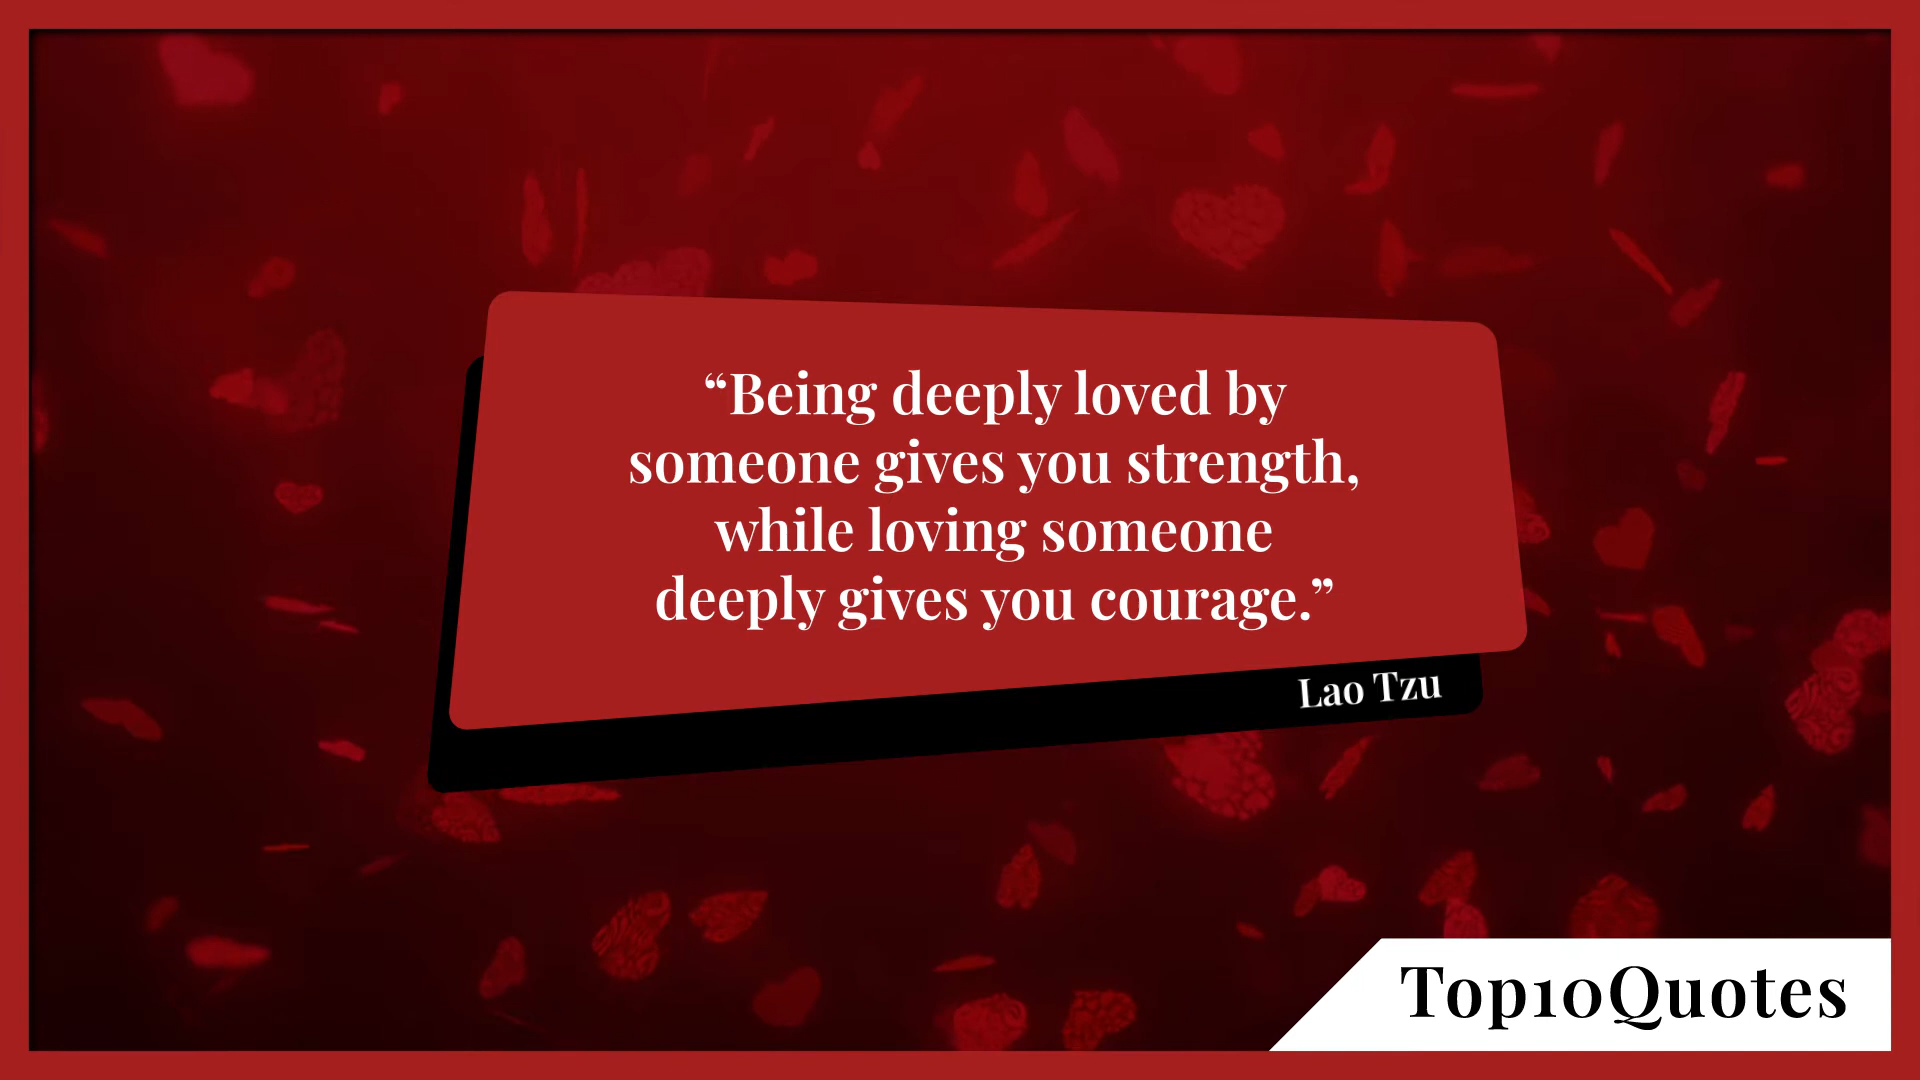 “Being deeply loved by
someone gives you strength,
while loving someone
deeply gives you courage.”
Lao Tzu
Top10Quotes